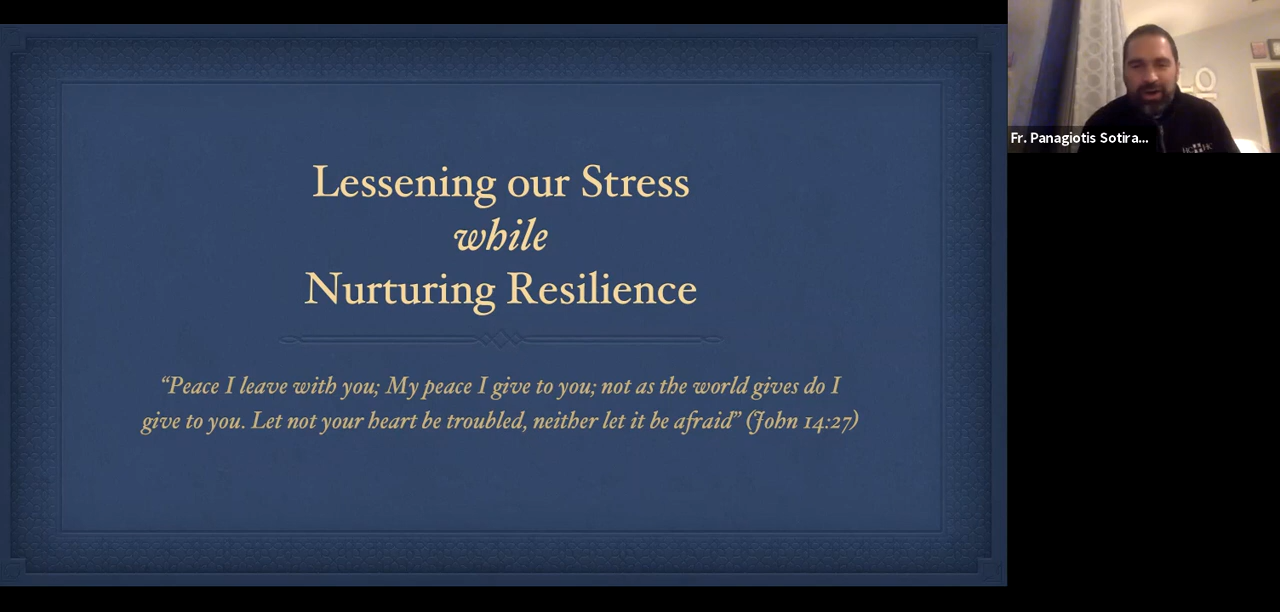 Lessening our Stress
while
Nurturing Resilience
“Peace I leave with you; My peace I give to you; not as the world gives do I
give to you. Let not your heart be troubled, neither let it be afraid” (John 14:27)
Fr. Panagiotis Sotira...